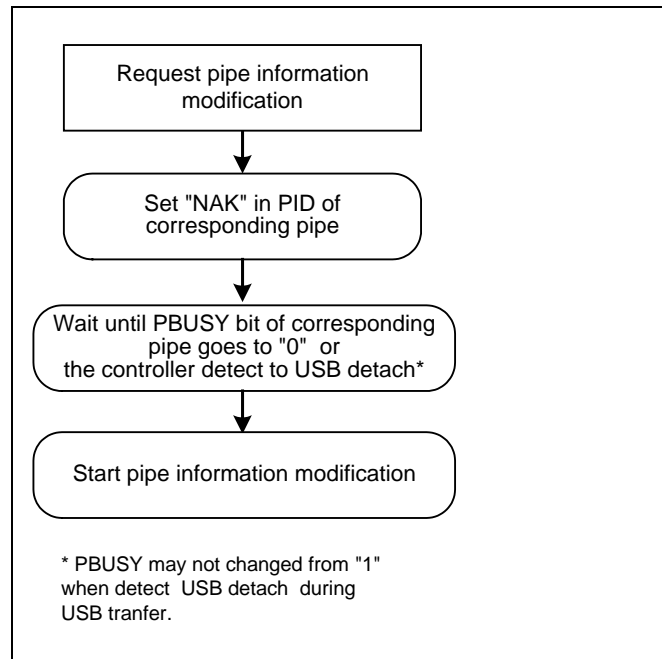 Request pipe information
modification
Set "NAK" in PID of
corresponding pipe
Wait until PBUSY bit of corresponding
pipe goes to "0" or
the controller detect to USB detach*
Start pipe information modification
* PBUSY may not changed from "1"
when detect USB detach during
USB tranfer.